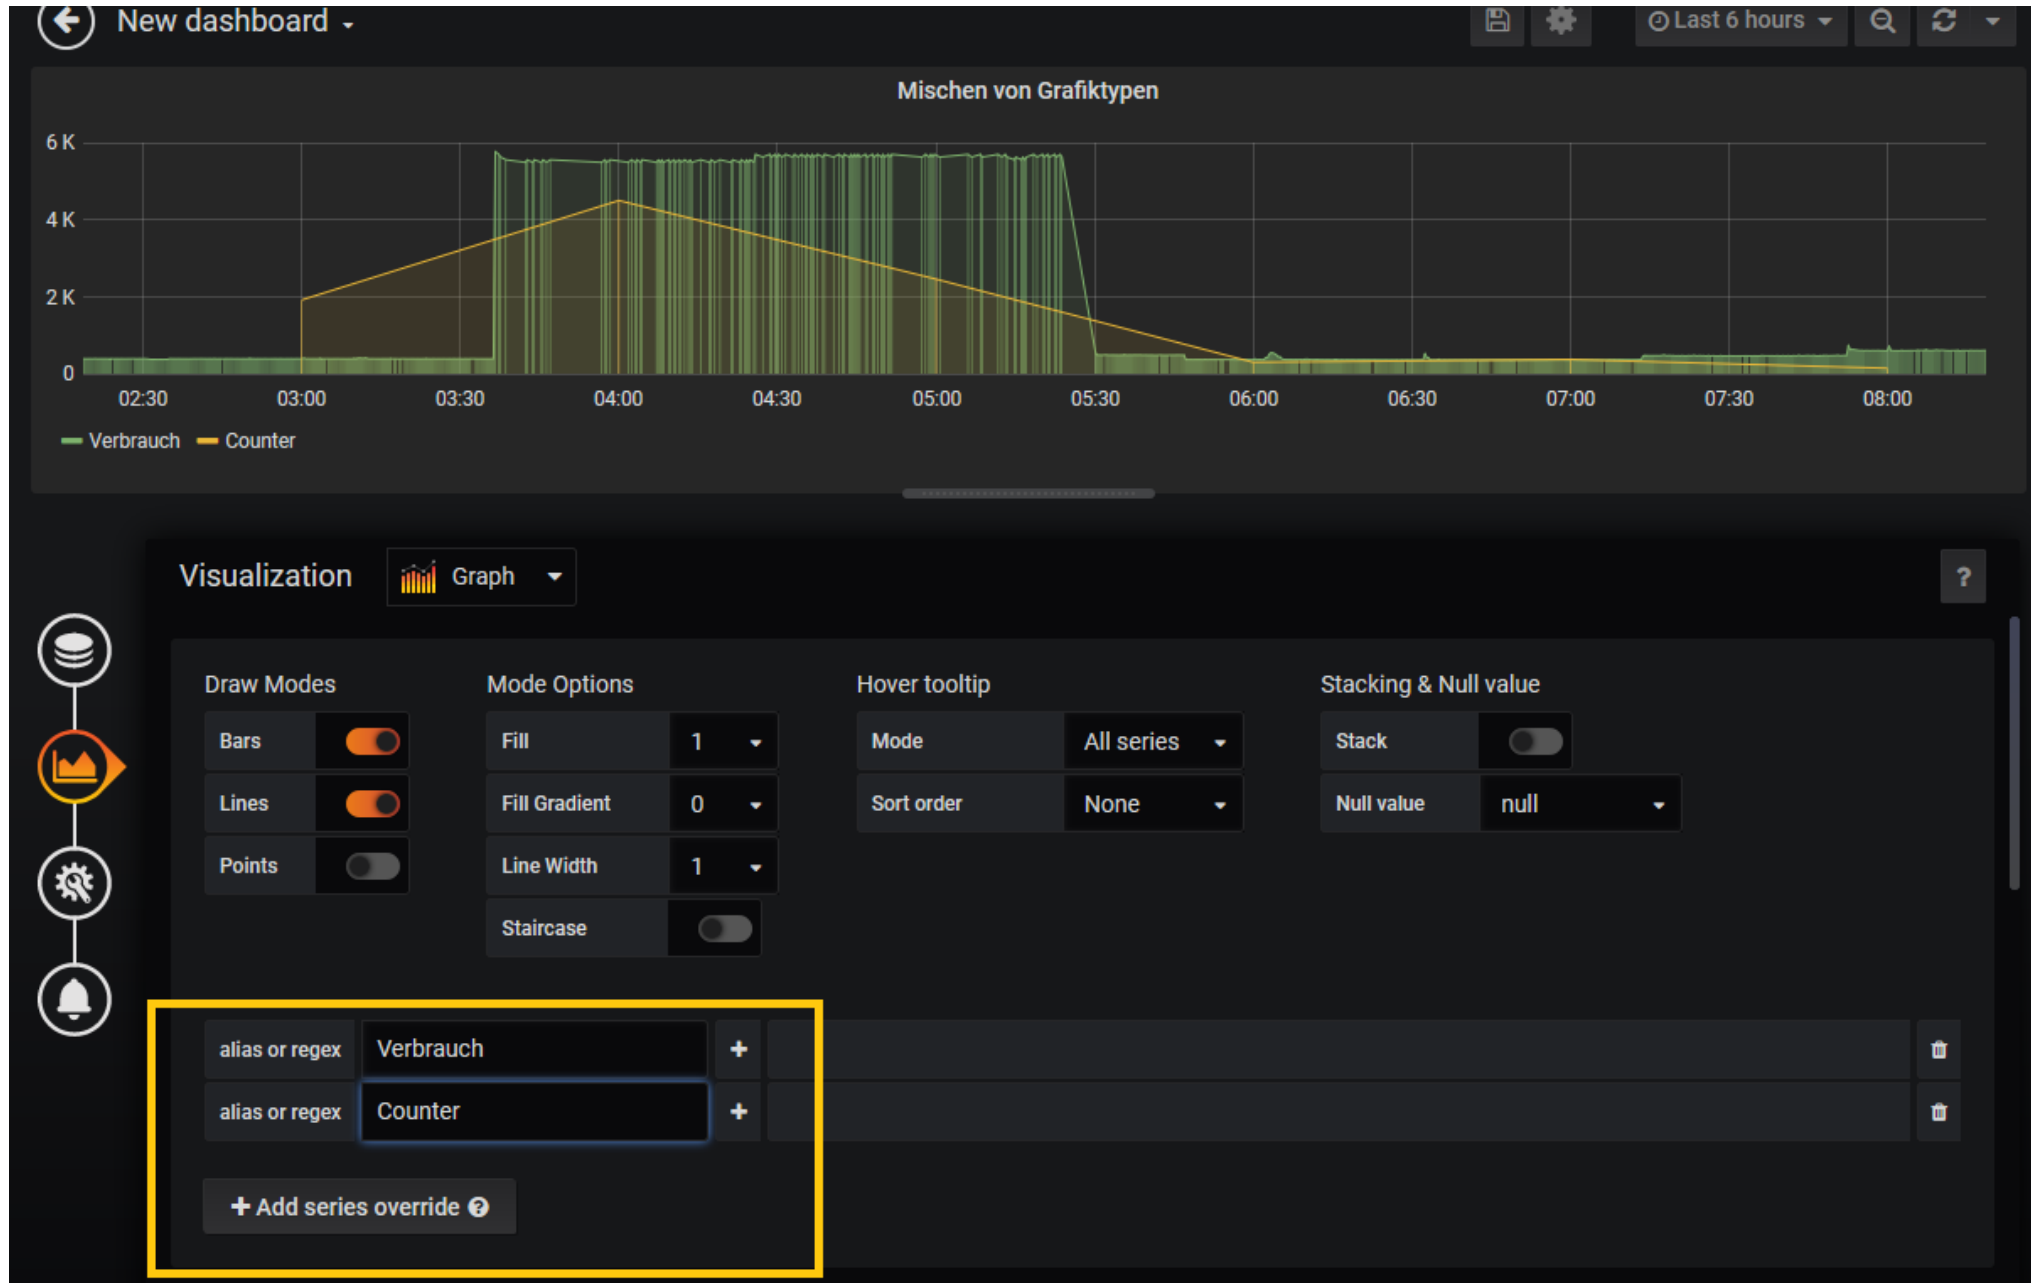 New dashboard
Last 6 hours
Mischen von Grafiktypen
6 K
4 K
2 K
0
02:30 03:00 03:30 04:00 04:30 05:00 05:30 06:00 06:30 07:00 07:30 08:00
Verbrauch Counter
Visualization Graph ?
Draw Modes Mode Options Hover tooltip Stacking & Null value
Bars Fill 1 Mode All series Stack
Lines Fill Gradient 0 Sort order None Null value null
Points Line Width 1
Staircase
alias or regex Verbrauch +
alias or regex Counter +
+ Add series override ?